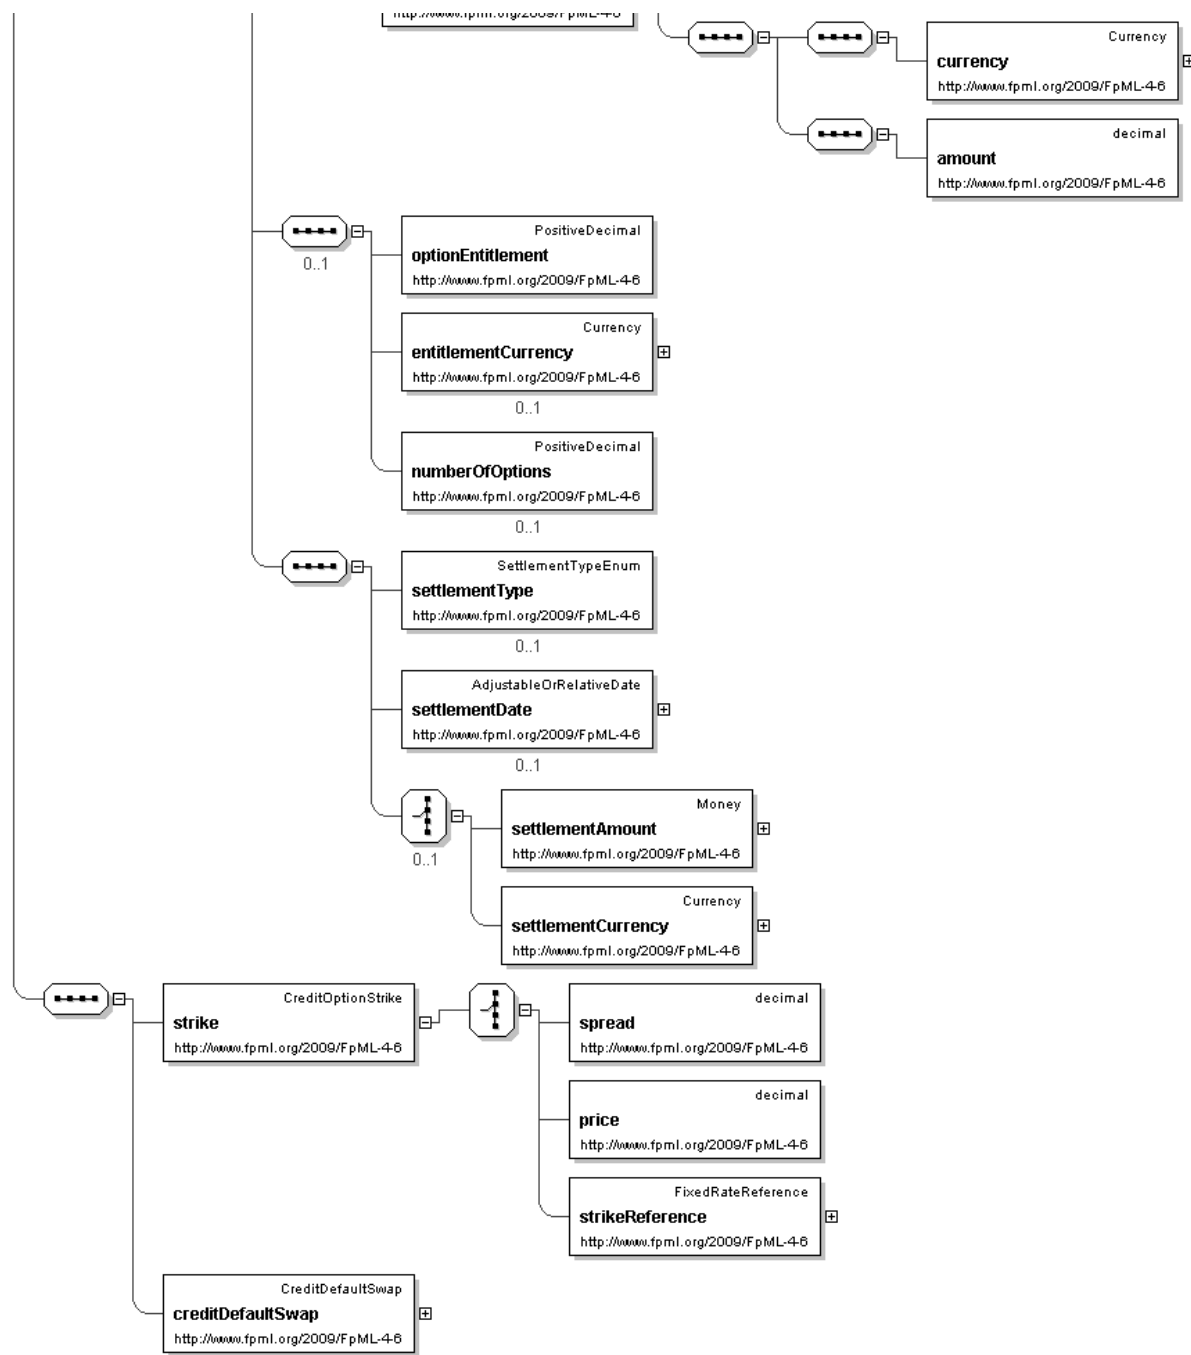 http://www.fpml.org/2009/FpML-4-6
Currency
currency
http://www.fpml.org/2009/FpML-4-6
decimal
amount
http://www.fpml.org/2009/FpML-4-6
PositiveDecimal
optionEntitlement
http://www.fpml.org/2009/FpML-4-6
0..1
Currency
entitlementCurrency
http://www.fpml.org/2009/FpML-4-6
0..1
PositiveDecimal
numberOfOptions
http://www.fpml.org/2009/FpML-4-6
0..1
SettlementTypeEnum
settlementType
http://www.fpml.org/2009/FpML-4-6
0..1
AdjustableOrRelativeDate
settlementDate
http://www.fpml.org/2009/FpML-4-6
0..1
Money
settlementAmount
http://www.fpml.org/2009/FpML-4-6
0..1
Currency
settlementCurrency
http://www.fpml.org/2009/FpML-4-6
CreditOptionStrike
strike
http://www.fpml.org/2009/FpML-4-6
decimal
spread
http://www.fpml.org/2009/FpML-4-6
decimal
price
http://www.fpml.org/2009/FpML-4-6
FixedRateReference
strikeReference
http://www.fpml.org/2009/FpML-4-6
CreditDefaultSwap
creditDefaultSwap
http://www.fpml.org/2009/FpML-4-6